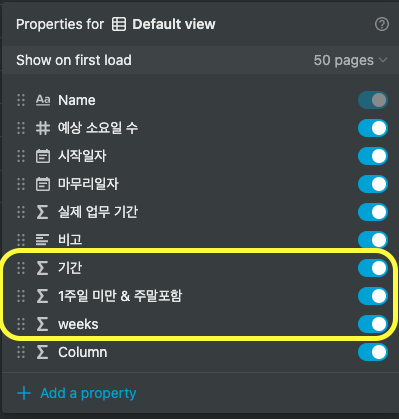 Properties for Default view
Show on first load 50 pages
Aa Name
예상 소요일 수
시작일자
마무리일자
실제 업무 기간
비고
기간
1주일 미만 & 주말포함
weeks
Column
+ Add a property